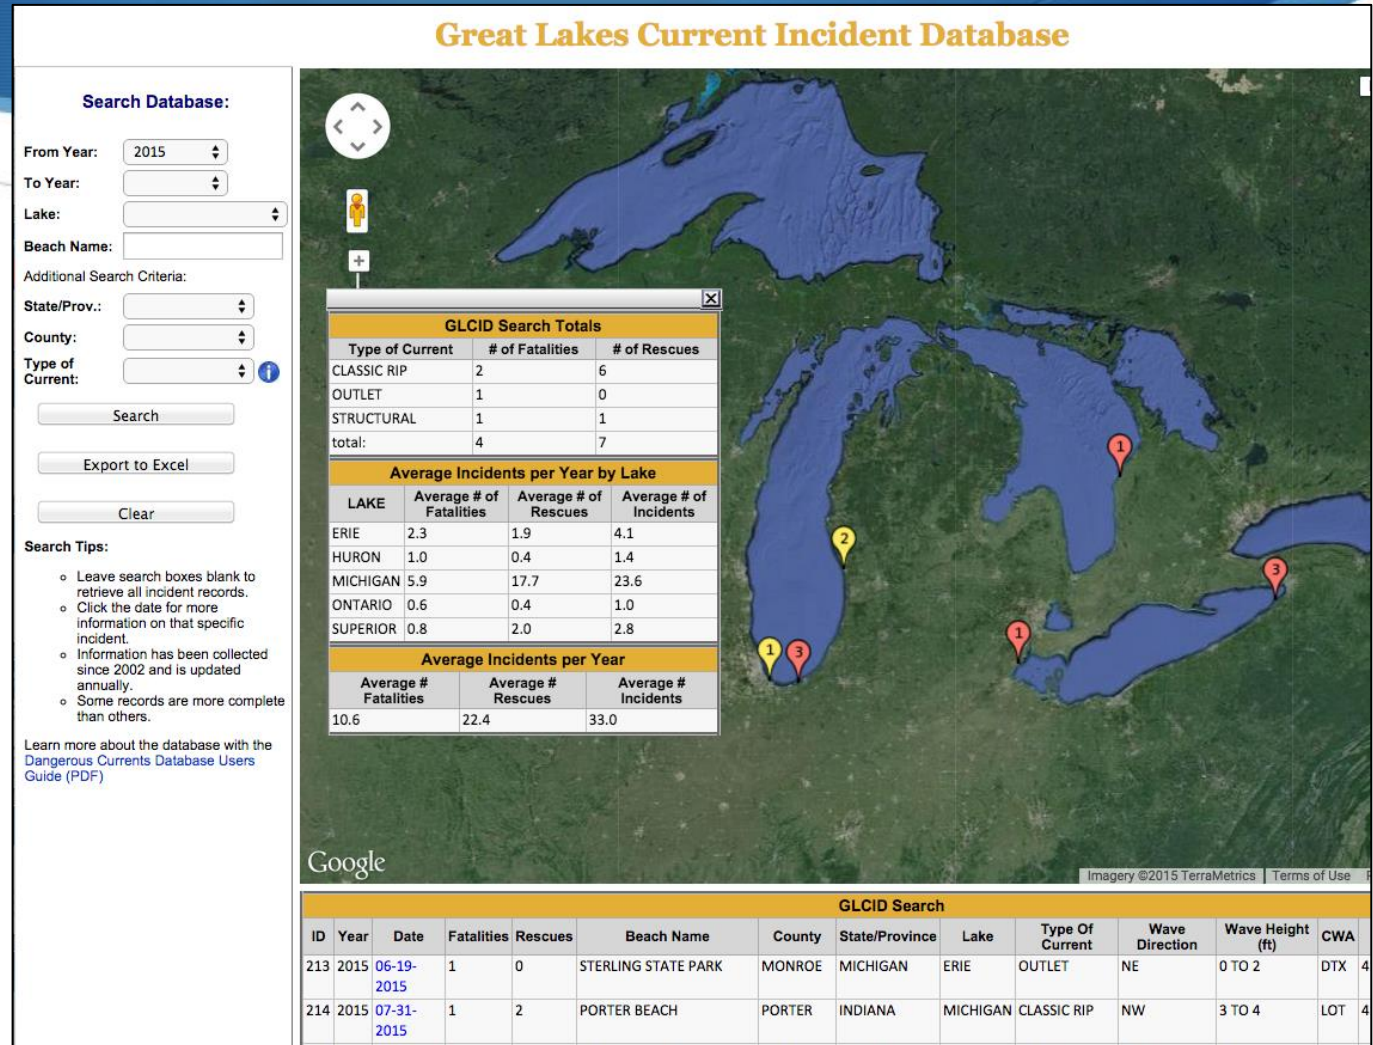 Great Lakes Current Incident Database
Search Database:
From Year: 2015
To Year:
Lake:
Beach Name:
Additional Search Criteria:
State/Prov.:
County:
Type of
Current:
Search
Export to Excel
Clear
Search Tips:
Leave search boxes blank to
retrieve all incident records.
Click the date for more
information on that specific
incident.
Information has been collected
since 2002 and is updated
annually.
Some records are more complete
than others.
Learn more about the database with the
Dangerous Currents Database Users
Guide (PDF)
GLCID Search Totals
Type of Current # of Fatalities # of Rescues
CLASSIC RIP 2 6
OUTLET 1 0
STRUCTURAL 1 1
total: 4 7
Average Incidents per Year by Lake
LAKE Average # of Fatalities Average # of Rescues Average # of Incidents
ERIE 2.3 1.9 4.1
HURON 1.0 0.4 1.4
MICHIGAN 5.9 17.7 23.6
ONTARIO 0.6 0.4 1.0
SUPERIOR 0.8 2.0 2.8
Average Incidents per Year
Average # Fatalities Average # Rescues Average # Incidents
10.6 22.4 33.0
1
2
3
1
1
3
Google
Imagery ©2015 TerraMetrics Terms of Use
GLCID Search
ID Year Date Fatalities Rescues Beach Name County State/Province Lake Type Of Current Wave Direction Wave Height (ft) CWA
213 2015 06-19-2015 1 0 STERLING STATE PARK MONROE MICHIGAN ERIE OUTLET NE 0 TO 2 DTX 4
214 2015 07-31-2015 1 2 PORTER BEACH PORTER INDIANA MICHIGAN CLASSIC RIP NW 3 TO 4 LOT 4